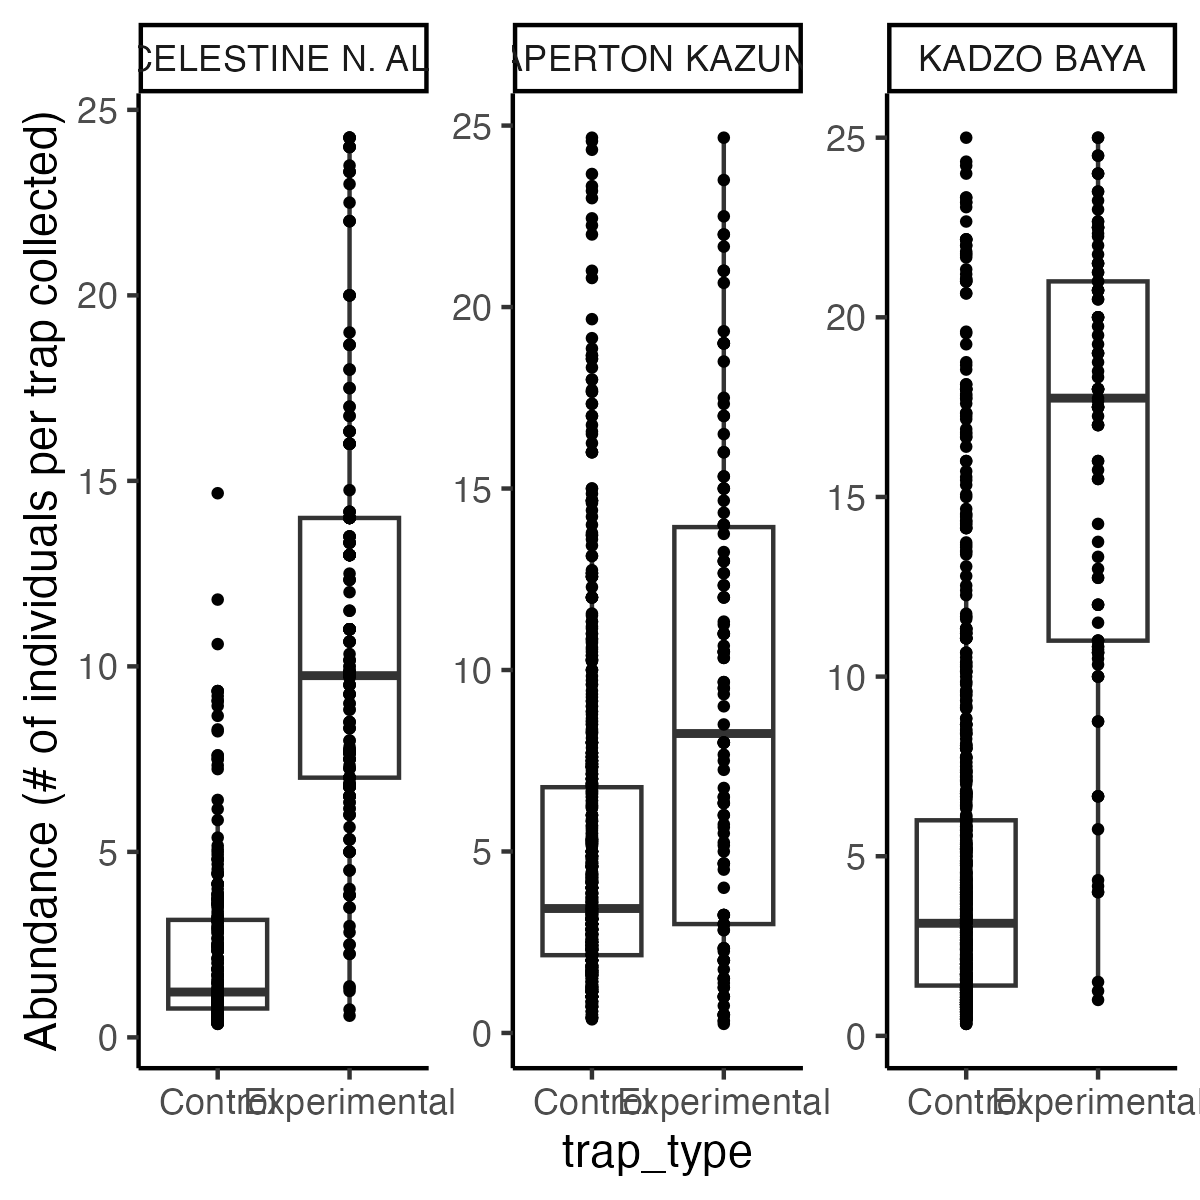 CELESTINE N. AL
APERTON KAZUN
KADZO BAYA
Abundance (# of individuals per trap collected)
25
20
15
10
5
0
25
20
15
10
5
0
25
20
15
10
5
0
Control
Experimental
Control
Experimental
Control
Experimental
trap_type